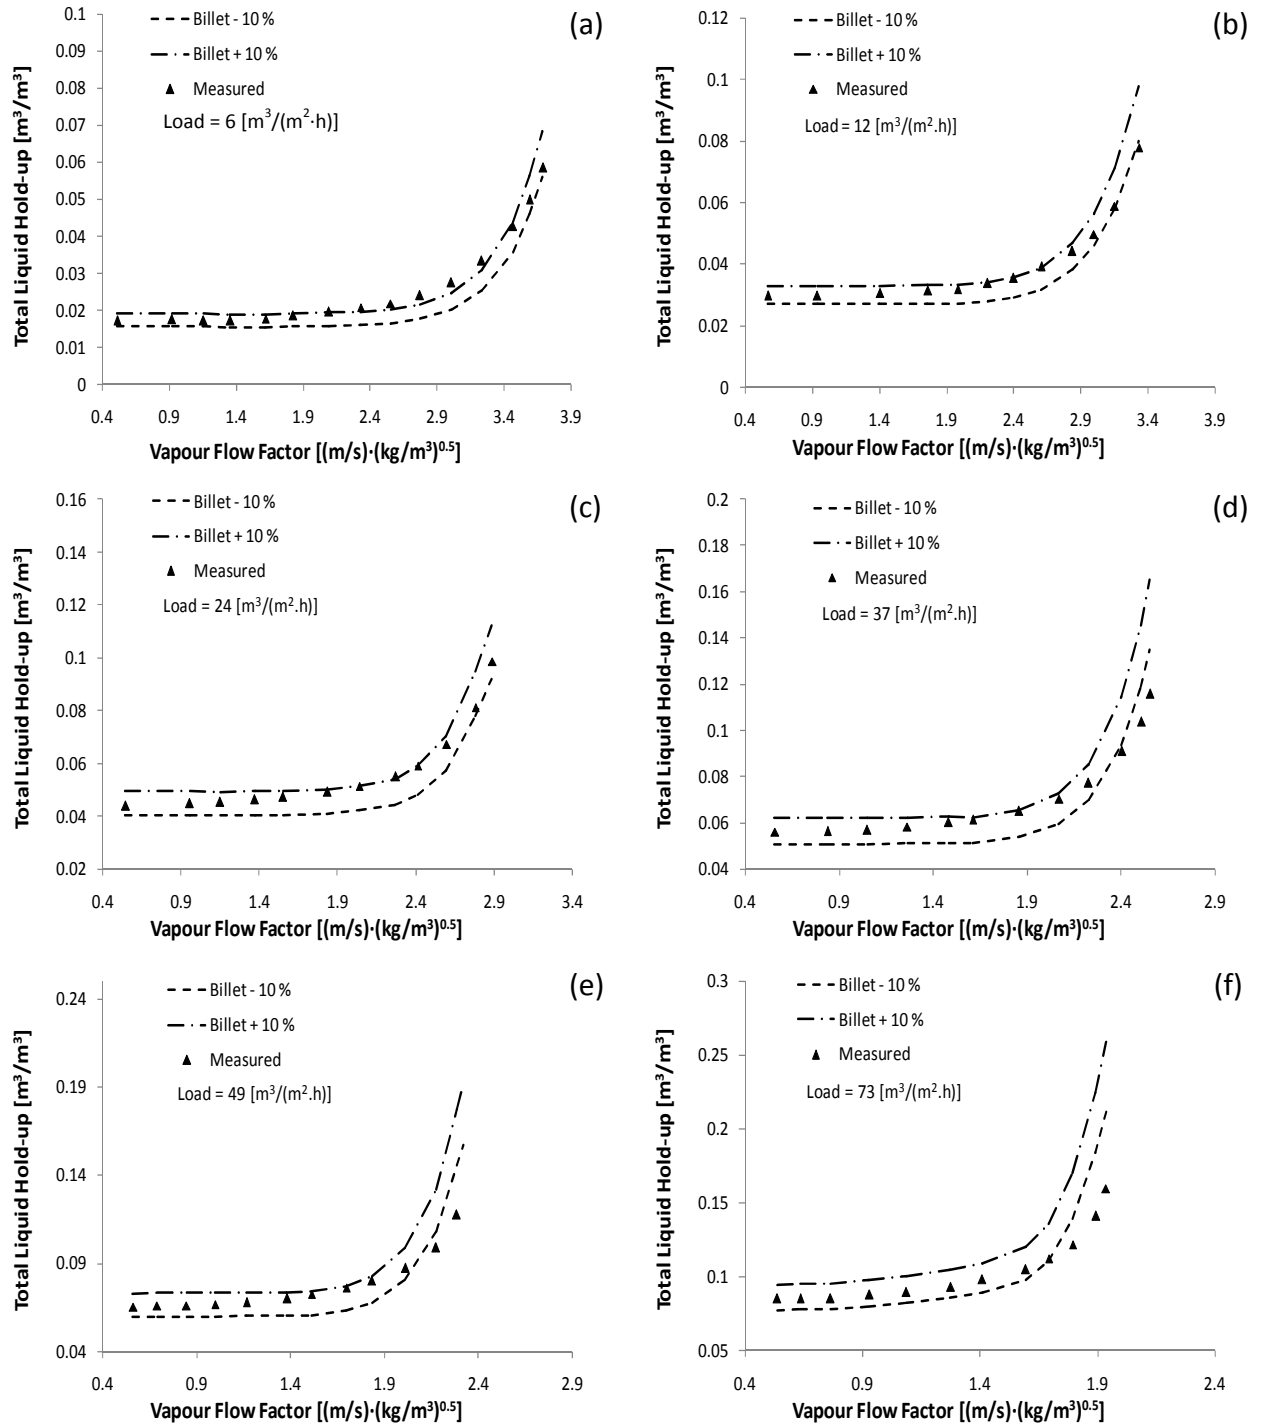 (a)
Billet - 10 %
Billet + 10 %
Measured
Load = 6 [m³/(m²·h)]
Total Liquid Hold-up [m³/m³]
0.1
0.09
0.08
0.07
0.06
0.05
0.04
0.03
0.02
0.01
0
0.4 0.9 1.4 1.9 2.4 2.9 3.4 3.9
Vapour Flow Factor [(m/s)·(kg/m³)⁰·⁵]
(b)
Billet - 10 %
Billet + 10 %
Measured
Load = 12 [m³/(m².h)]
Total Liquid Hold-up [m³/m³]
0.12
0.1
0.08
0.06
0.04
0.02
0
0.4 0.9 1.4 1.9 2.4 2.9 3.4 3.9
Vapour Flow Factor [(m/s)·(kg/m³)⁰·⁵]
(c)
Billet - 10 %
Billet + 10 %
Measured
Load = 24 [m³/(m².h)]
Total Liquid Hold-up [m³/m³]
0.16
0.14
0.12
0.1
0.08
0.06
0.04
0.02
0.4 0.9 1.4 1.9 2.4 2.9 3.4
Vapour Flow Factor [(m/s)·(kg/m³)⁰·⁵]
(d)
Billet - 10 %
Billet + 10 %
Measured
Load = 37 [m³/(m².h)]
Total Liquid Hold-up [m³/m³]
0.2
0.18
0.16
0.14
0.12
0.1
0.08
0.06
0.04
0.4 0.9 1.4 1.9 2.4 2.9
Vapour Flow Factor [(m/s)·(kg/m³)⁰·⁵]
(e)
Billet - 10 %
Billet + 10 %
Measured
Load = 49 [m³/(m².h)]
Total Liquid Hold-up [m³/m³]
0.24
0.19
0.14
0.09
0.04
0.4 0.9 1.4 1.9 2.4 2.9
Vapour Flow Factor [(m/s)·(kg/m³)⁰·⁵]
(f)
Billet - 10 %
Billet + 10 %
Measured
Load = 73 [m³/(m².h)]
Total Liquid Hold-up [m³/m³]
0.3
0.25
0.2
0.15
0.1
0.05
0.4 0.9 1.4 1.9 2.4
Vapour Flow Factor [(m/s)·(kg/m³)⁰·⁵]